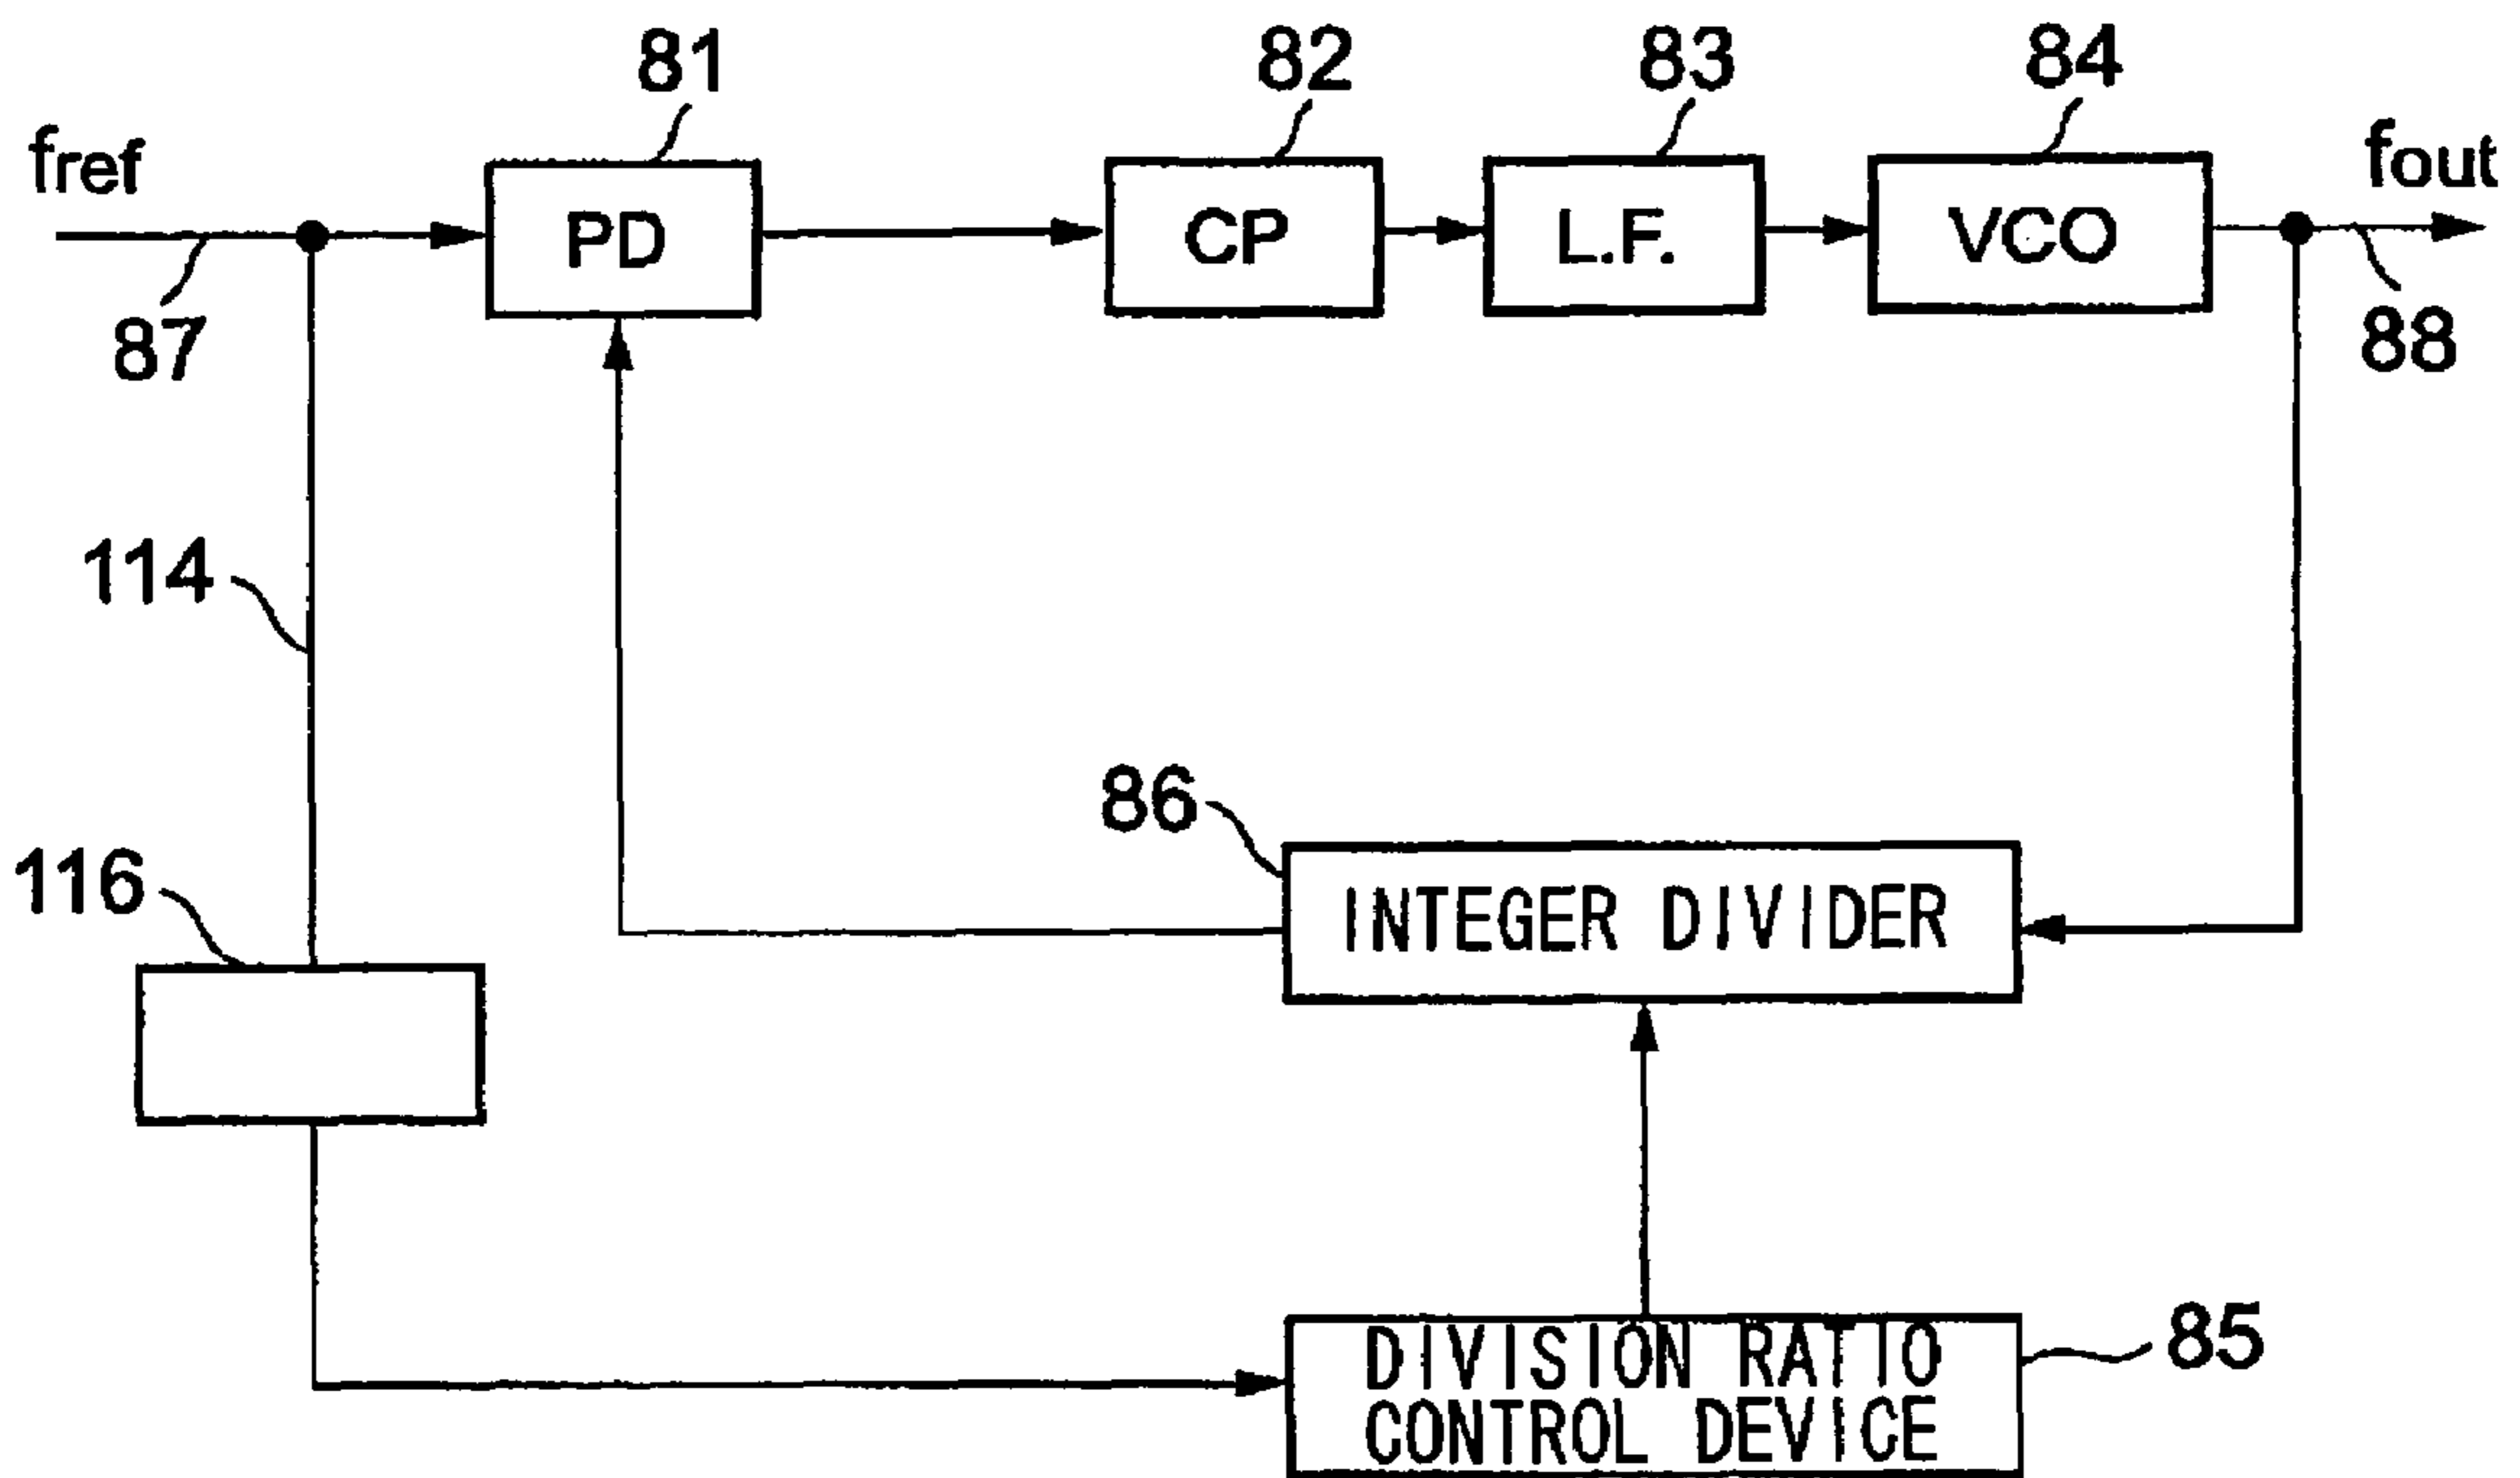 81
82
83
84
fref
fout
PD
CP
L.F.
VCO
87
88
114
86
116
INTEGER DIVIDER
85
DIVISION RATIO
CONTROL DEVICE